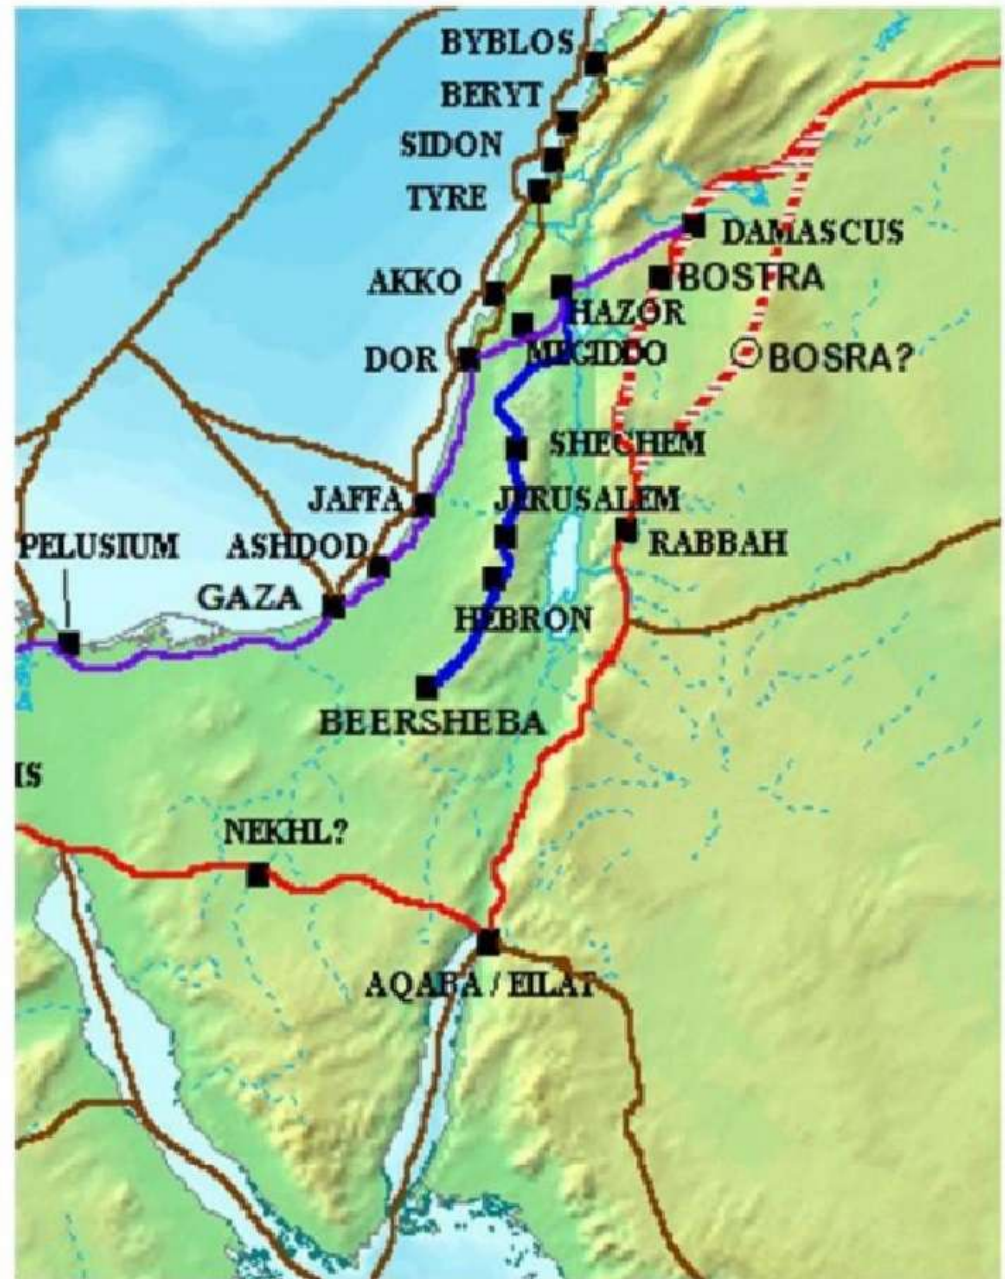 BYBLOS
BERYT
SIDON
TYRE
DAMASCUS
AKKO
BOSTRA
HAZOR
MEGIDDO
DOR
BOSRA?
SHECHEM
JAFFA
JERUSALEM
PELUSIUM
ASHDOD
RABBAH
GAZA
HEBRON
BEERSHEBA
IS
NEKHL?
AQABA / EILAT